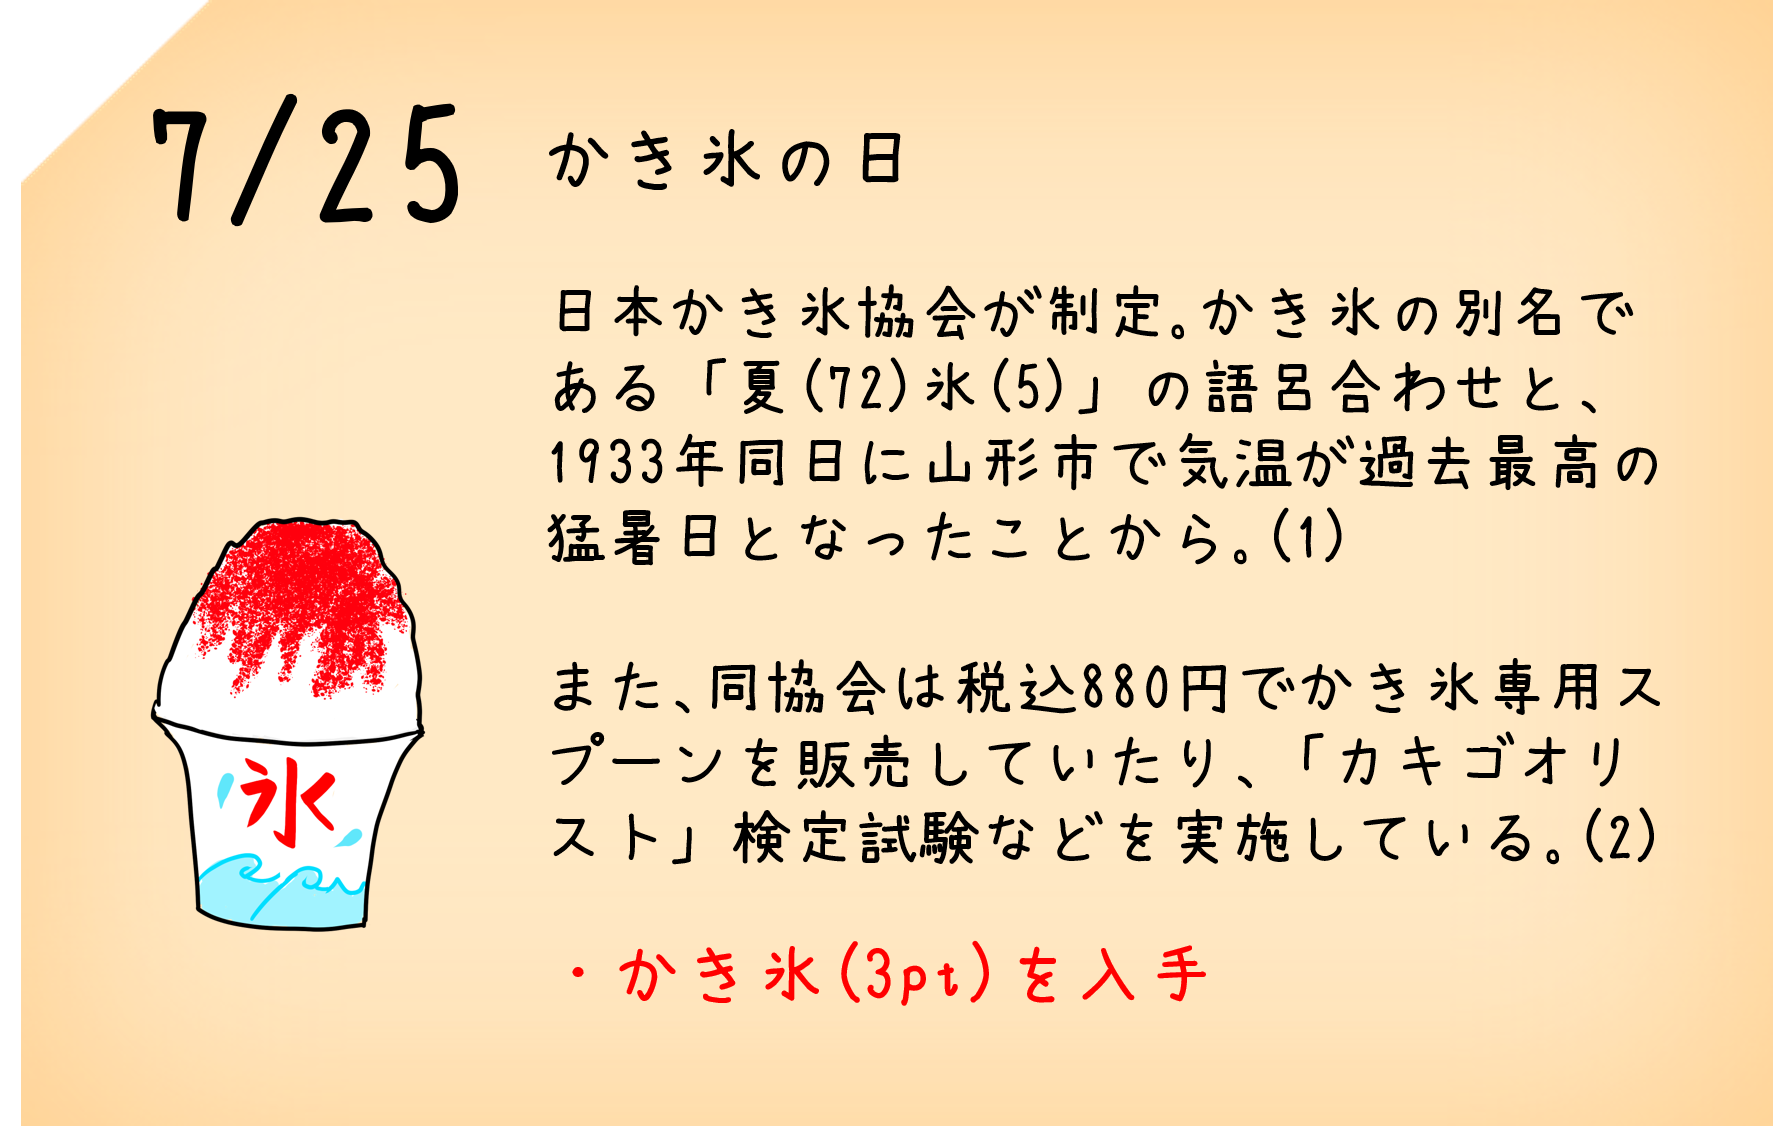 7/25
かき氷の日
日本かき氷協会が制定。かき氷の別名で
ある「夏(72)氷(5)」の語呂合わせと、
1933年同日に山形市で気温が過去最高の
猛暑日となったことから。(1)
また、同協会は税込880円でかき氷専用ス
プーンを販売していたり、「カキゴオリ
スト」検定試験などを実施している。(2)
氷
・かき氷(3pt)を入手